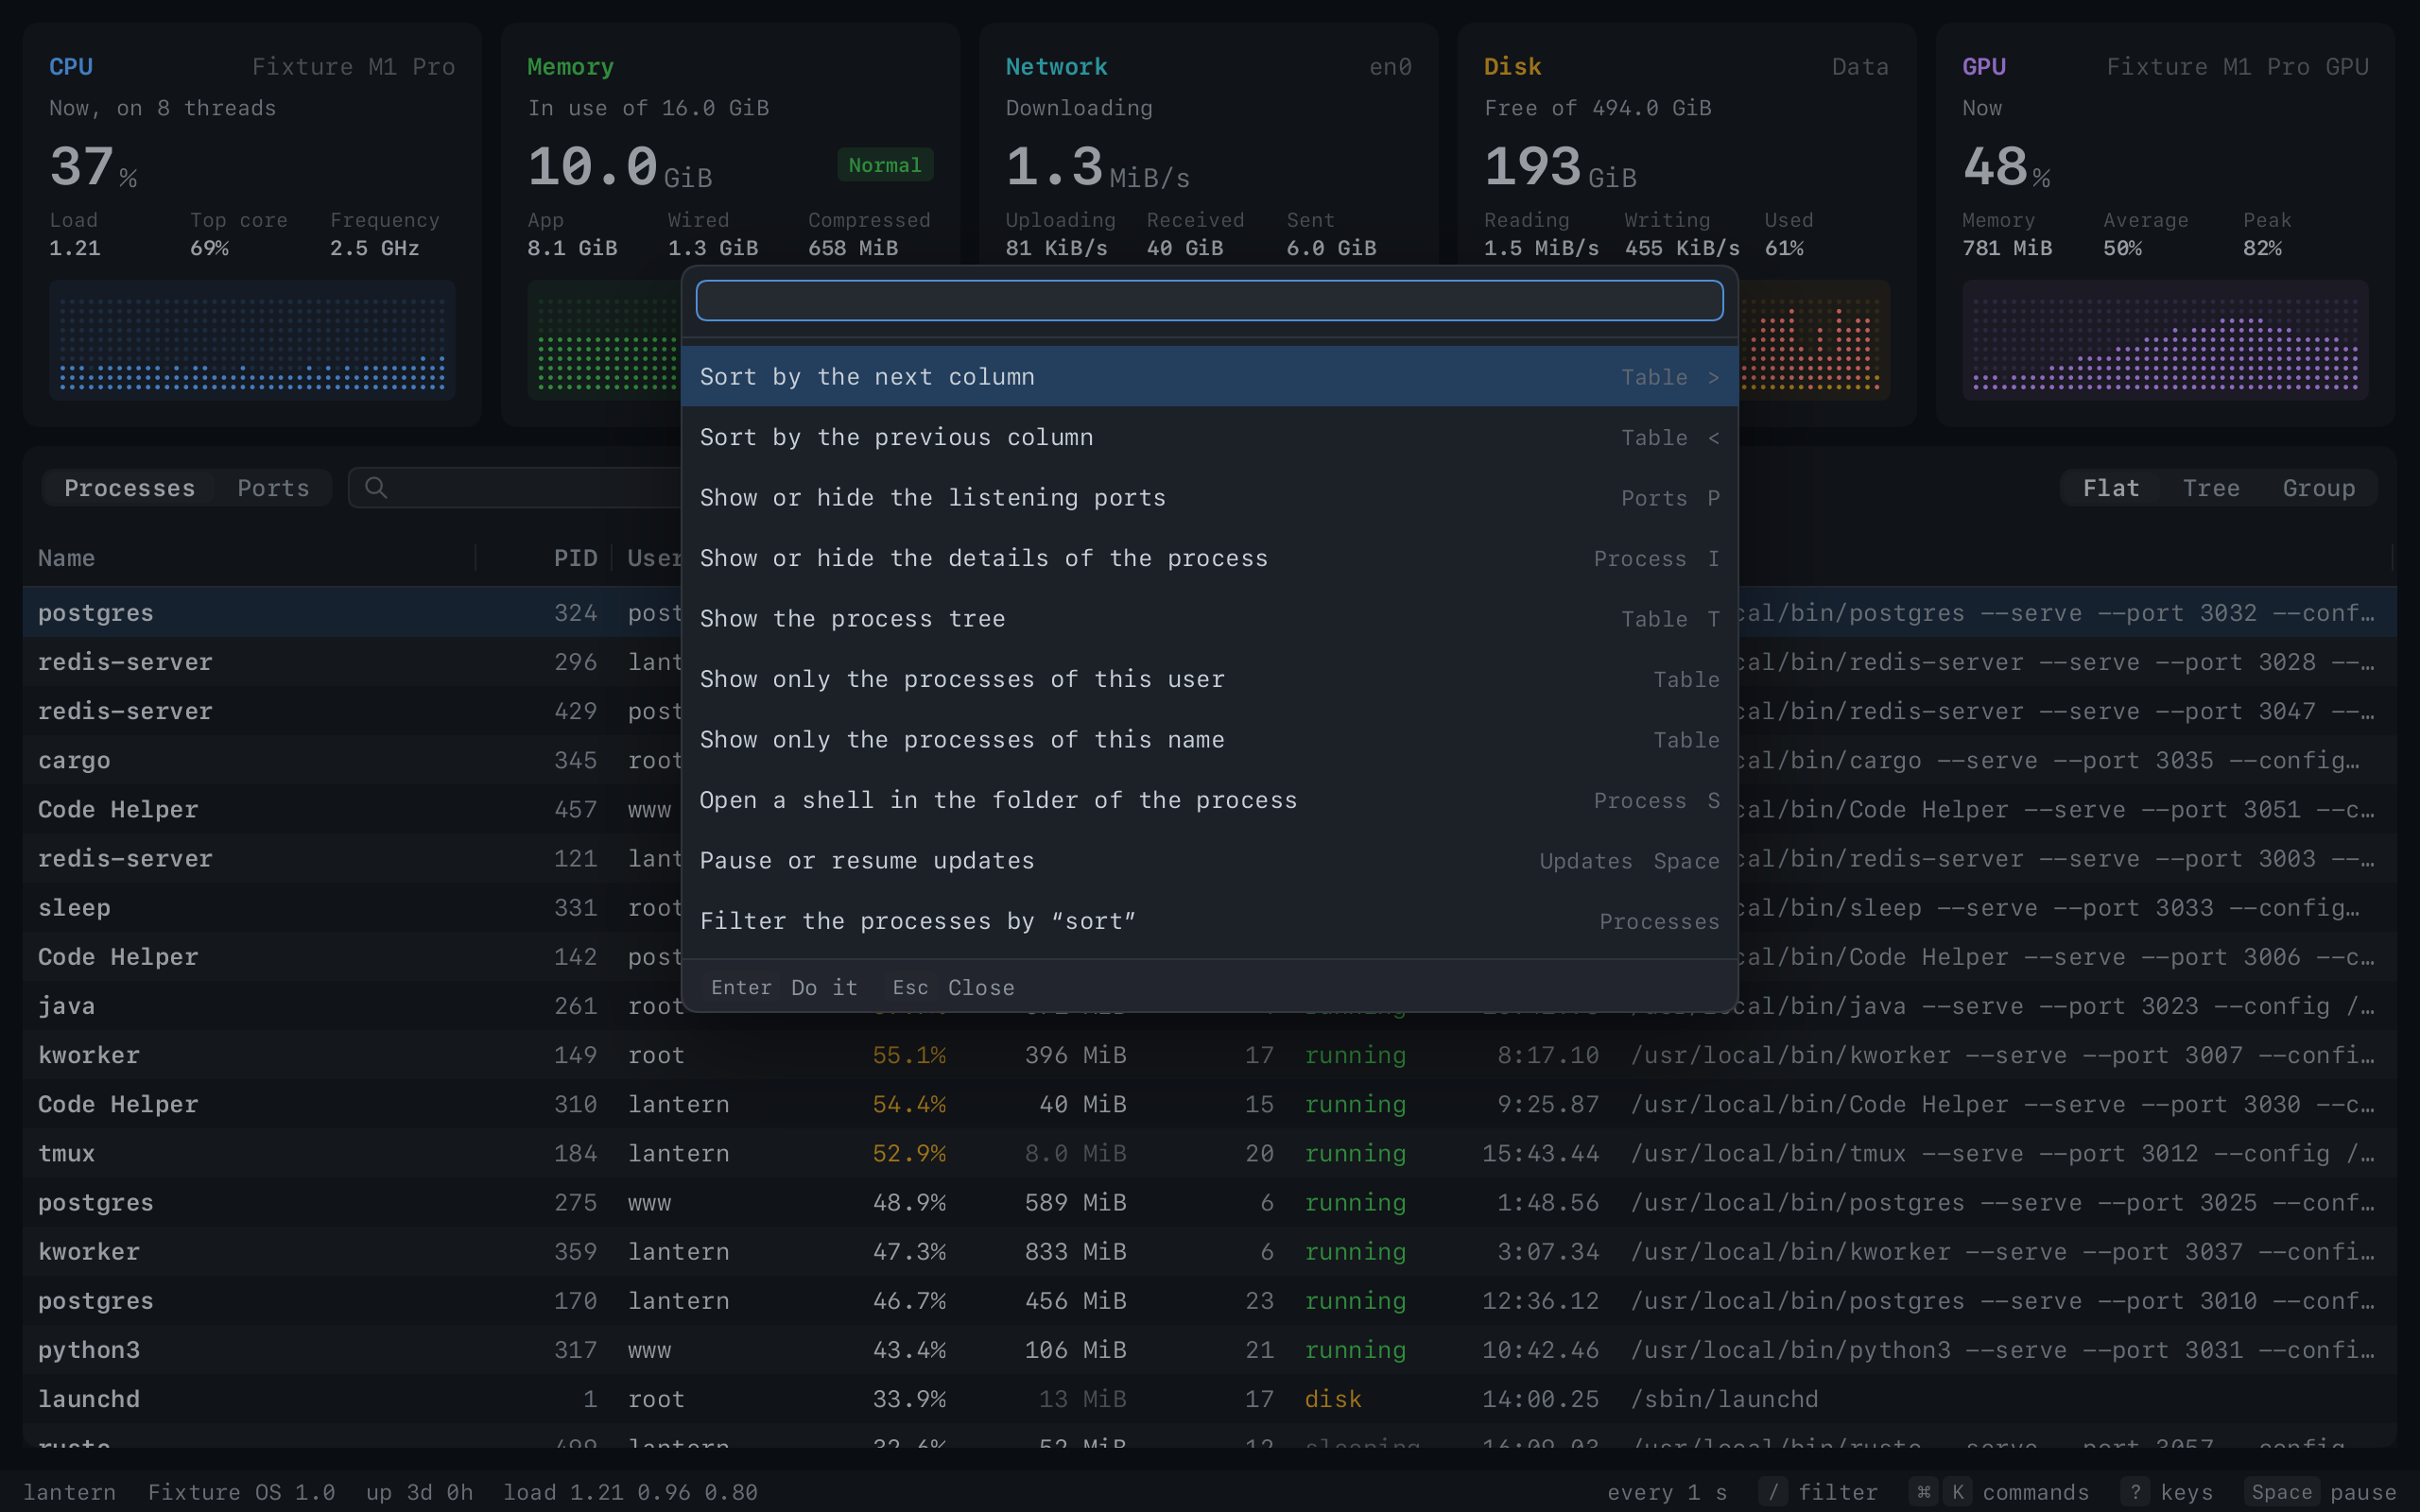 CPU Fixture M1 Pro
Now, on 8 threads
37%
Load Top core Frequency
1.21 69% 2.5 GHz
Memory
In use of 16.0 GiB
10.0 GiB Normal
App Wired Compressed
8.1 GiB 1.3 GiB 658 MiB
Network en0
Downloading
1.3 MiB/s
Uploading Received Sent
81 KiB/s 40 GiB 6.0 GiB
Disk Data
Free of 494.0 GiB
193 GiB
Reading Writing Used
1.5 MiB/s 455 KiB/s 61%
GPU Fixture M1 Pro GPU
Now
48%
Memory Average Peak
781 MiB 50% 82%
Sort by the next column Table >
Sort by the previous column Table <
Show or hide the listening ports Ports P
Show or hide the details of the process Process I
Show the process tree Table T
Show only the processes of this user Table
Show only the processes of this name Table
Open a shell in the folder of the process Process S
Pause or resume updates Updates Space
Filter the processes by “sort” Processes
Enter Do it Esc Close
Processes Ports Flat Tree Group
Name PID User
postgres 324 post cal/bin/postgres --serve --port 3032 --conf…
redis-server 296 lant cal/bin/redis-server --serve --port 3028 --…
redis-server 429 post cal/bin/redis-server --serve --port 3047 --…
cargo 345 root cal/bin/cargo --serve --port 3035 --config…
Code Helper 457 www cal/bin/Code Helper --serve --port 3051 --c…
redis-server 121 lant cal/bin/redis-server --serve --port 3003 --…
sleep 331 root cal/bin/sleep --serve --port 3033 --config…
Code Helper 142 post cal/bin/Code Helper --serve --port 3006 --c…
java 261 root cal/bin/java --serve --port 3023 --config /…
kworker 149 root 55.1% 396 MiB 17 running 8:17.10 /usr/local/bin/kworker --serve --port 3007 --confi…
Code Helper 310 lantern 54.4% 40 MiB 15 running 9:25.87 /usr/local/bin/Code Helper --serve --port 3030 --c…
tmux 184 lantern 52.9% 8.0 MiB 20 running 15:43.44 /usr/local/bin/tmux --serve --port 3012 --config /…
postgres 275 www 48.9% 589 MiB 6 running 1:48.56 /usr/local/bin/postgres --serve --port 3025 --conf…
kworker 359 lantern 47.3% 833 MiB 6 running 3:07.34 /usr/local/bin/kworker --serve --port 3037 --confi…
postgres 170 lantern 46.7% 456 MiB 23 running 12:36.12 /usr/local/bin/postgres --serve --port 3010 --conf…
python3 317 www 43.4% 106 MiB 21 running 10:42.46 /usr/local/bin/python3 --serve --port 3031 --confi…
launchd 1 root 33.9% 13 MiB 17 disk 14:00.25 /sbin/launchd
lantern Fixture OS 1.0 up 3d 0h load 1.21 0.96 0.80 every 1 s / filter ⌘ K commands ? keys Space pause